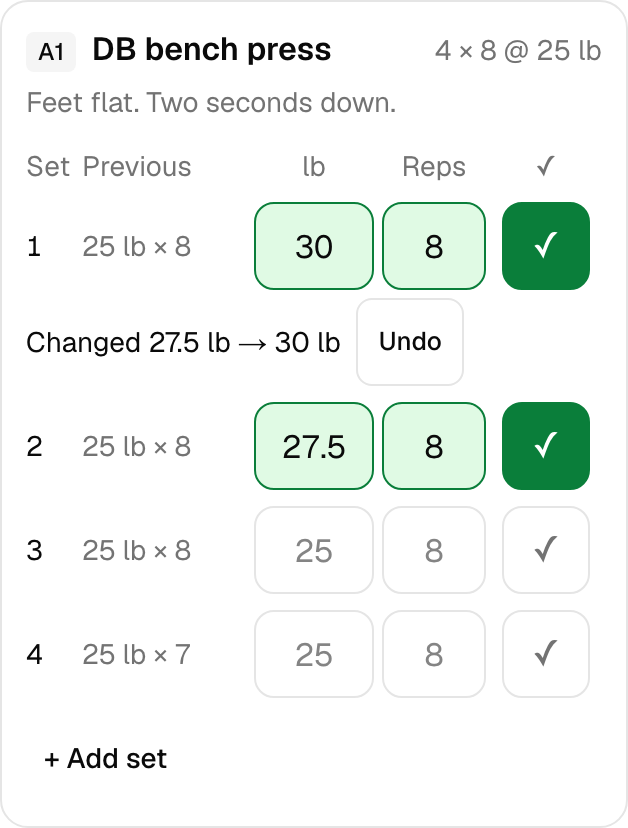 A1 DB bench press 4 × 8 @ 25 lb
Feet flat. Two seconds down.
Set Previous lb Reps ✓
1 25 lb × 8 30 8 ✓
Changed 27.5 lb → 30 lb Undo
2 25 lb × 8 27.5 8 ✓
3 25 lb × 8 25 8 ✓
4 25 lb × 7 25 8 ✓
+ Add set